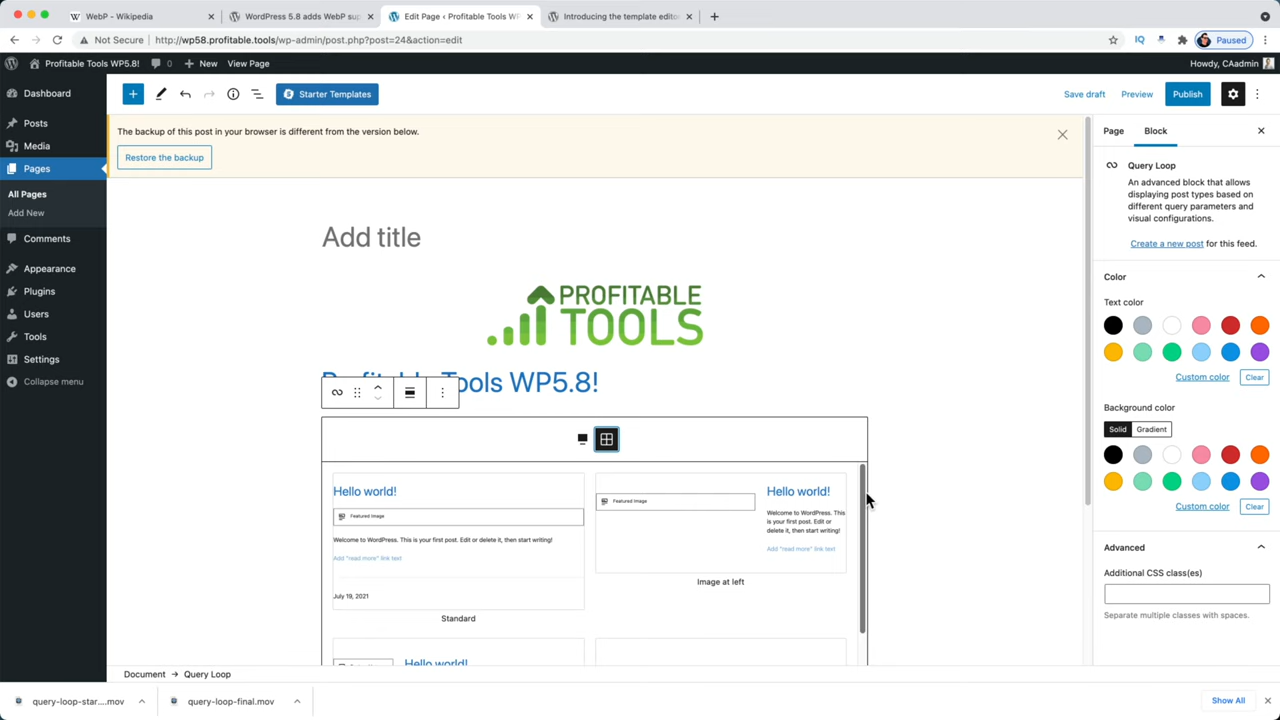 WebP - Wikipedia
WordPress 5.8 adds WebP sup
Edit Page ‹ Profitable Tools WP
Introducing the template editor
Not Secure
http://wp58.profitable.tools/wp-admin/post.php?post=24&action=edit
IQ
Paused
Profitable Tools WP5.8!
0
New
View Page
Howdy, CAadmin
Dashboard
Posts
Media
Pages
All Pages
Add New
Comments
Appearance
Plugins
Users
Tools
Settings
Collapse menu
Starter Templates
Save draft
Preview
Publish
The backup of this post in your browser is different from the version below.
Restore the backup
Add title
PROFITABLE
TOOLS
Profitable Tools WP5.8!
Hello world!
Featured Image
Welcome to WordPress. This is your first post. Edit or delete it, then start writing!
Add "read more" link text
July 19, 2021
Standard
Featured Image
Hello world!
Welcome to WordPress. This
is your first post. Edit or
delete it, then start writing!
Add "read more" link text
Image at left
Hello world!
Document → Query Loop
Page
Block
Query Loop
An advanced block that allows
displaying post types based on
different query parameters and
visual configurations.
Create a new post for this feed.
Color
Text color
Custom color
Clear
Background color
Solid
Gradient
Custom color
Clear
Advanced
Additional CSS class(es)
Separate multiple classes with spaces.
query-loop-star....mov
query-loop-final.mov
Show All